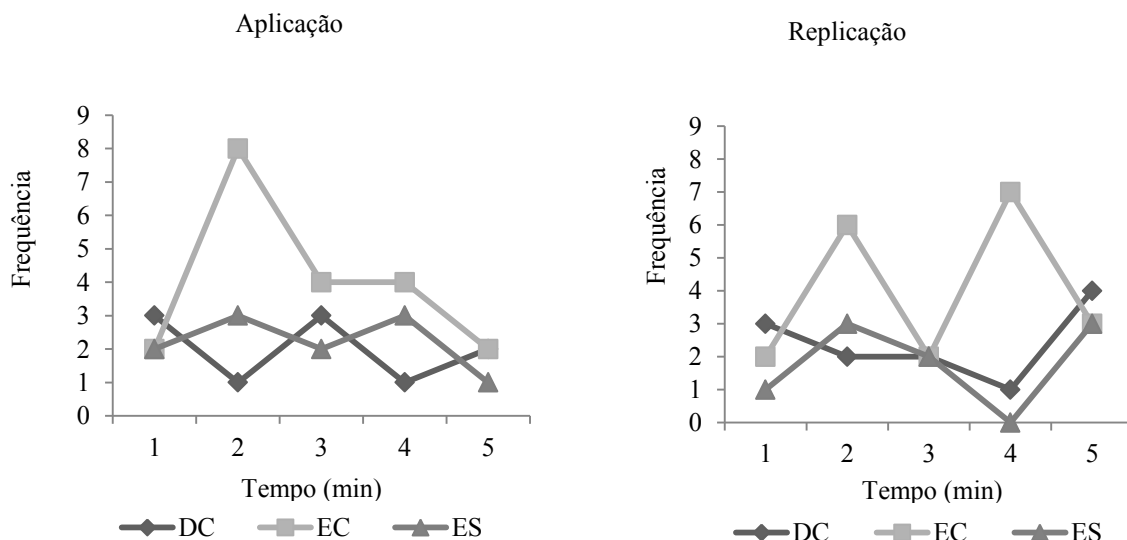 Aplicação
9
8
7
6
5
4
3
2
1
0
Frequência
1 2 3 4 5
Tempo (min)
DC EC ES
Replicação
9
8
7
6
5
4
3
2
1
0
Frequência
1 2 3 4 5
Tempo (min)
DC EC ES